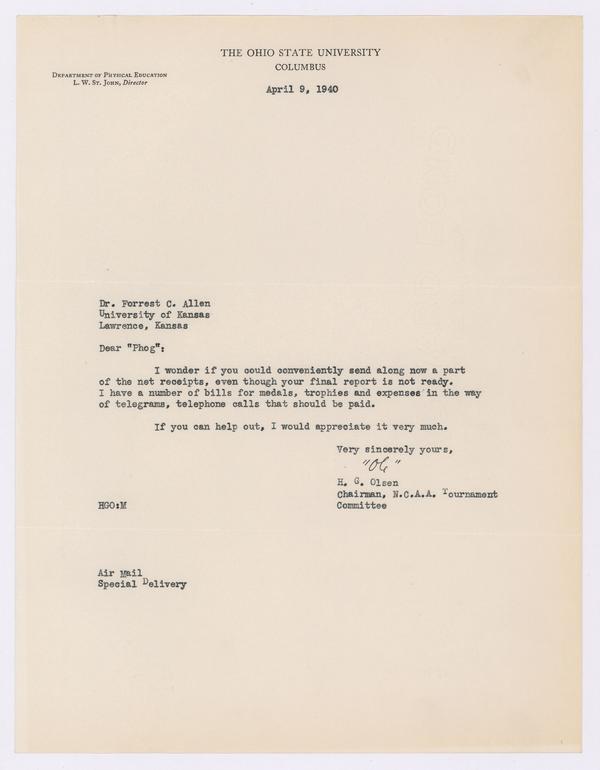 THE OHIO STATE UNIVERSITY
COLUMBUS
DEPARTMENT OF PHYSICAL EDUCATION
L. W. ST. JOHN, Director
April 9, 1940
Dr. Forrest C. Allen
University of Kansas
Lawrence, Kansas
Dear "Phog":
I wonder if you could conveniently send along now a part
of the net receipts, even though your final report is not ready.
I have a number of bills for medals, trophies and expenses in the way
of telegrams, telephone calls that should be paid.
If you can help out, I would appreciate it very much.
Very sincerely yours,
"Ole"
H. G. Olsen
Chairman, N.C.A.A. Tournament
HGO:M Committee
Air Mail
Special Delivery